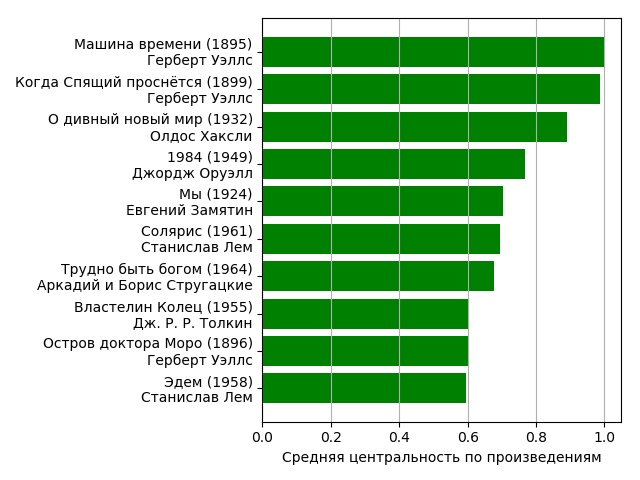 Машина времени (1895)
Герберт Уэллс
Когда Спящий проснётся (1899)
Герберт Уэллс
О дивный новый мир (1932)
Олдос Хаксли
1984 (1949)
Джордж Оруэлл
Мы (1924)
Евгений Замятин
Солярис (1961)
Станислав Лем
Трудно быть богом (1964)
Аркадий и Борис Стругацкие
Властелин Колец (1955)
Дж. Р. Р. Толкин
Остров доктора Моро (1896)
Герберт Уэллс
Эдем (1958)
Станислав Лем
0.0 0.2 0.4 0.6 0.8 1.0
Средняя центральность по произведениям